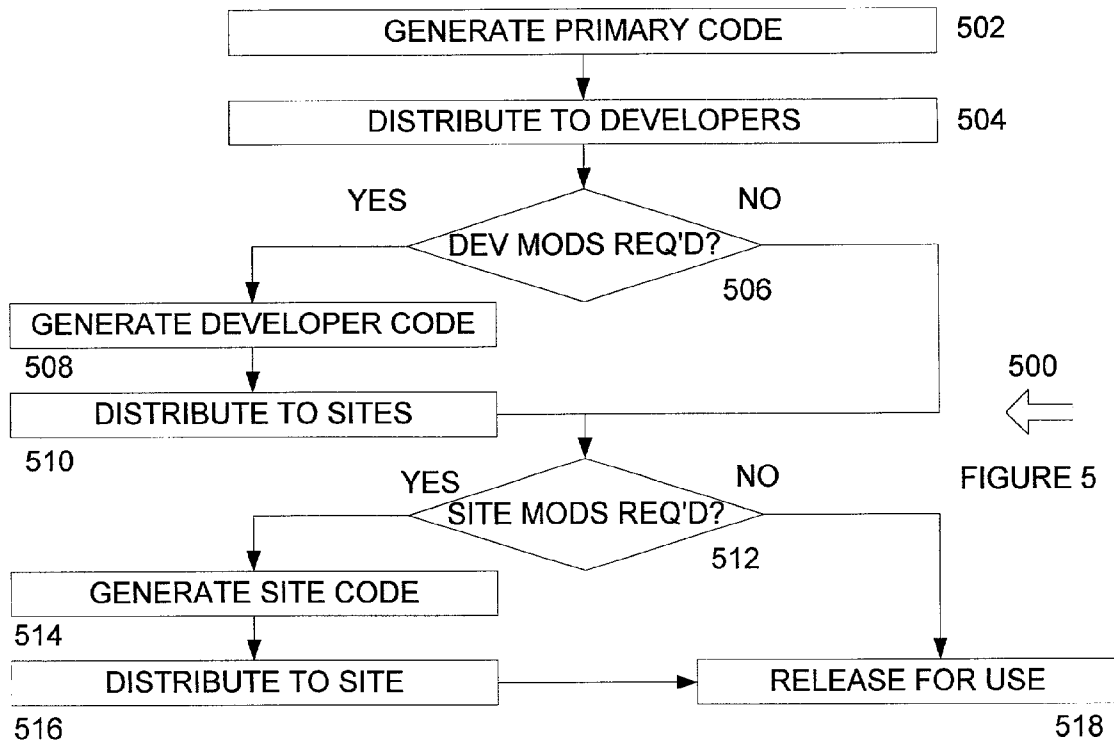 GENERATE PRIMARY CODE
502
DISTRIBUTE TO DEVELOPERS
504
YES
NO
DEV MODS REQ'D?
506
GENERATE DEVELOPER CODE
508
500
DISTRIBUTE TO SITES
510
YES
NO
FIGURE 5
SITE MODS REQ'D?
512
GENERATE SITE CODE
514
DISTRIBUTE TO SITE
RELEASE FOR USE
516
518